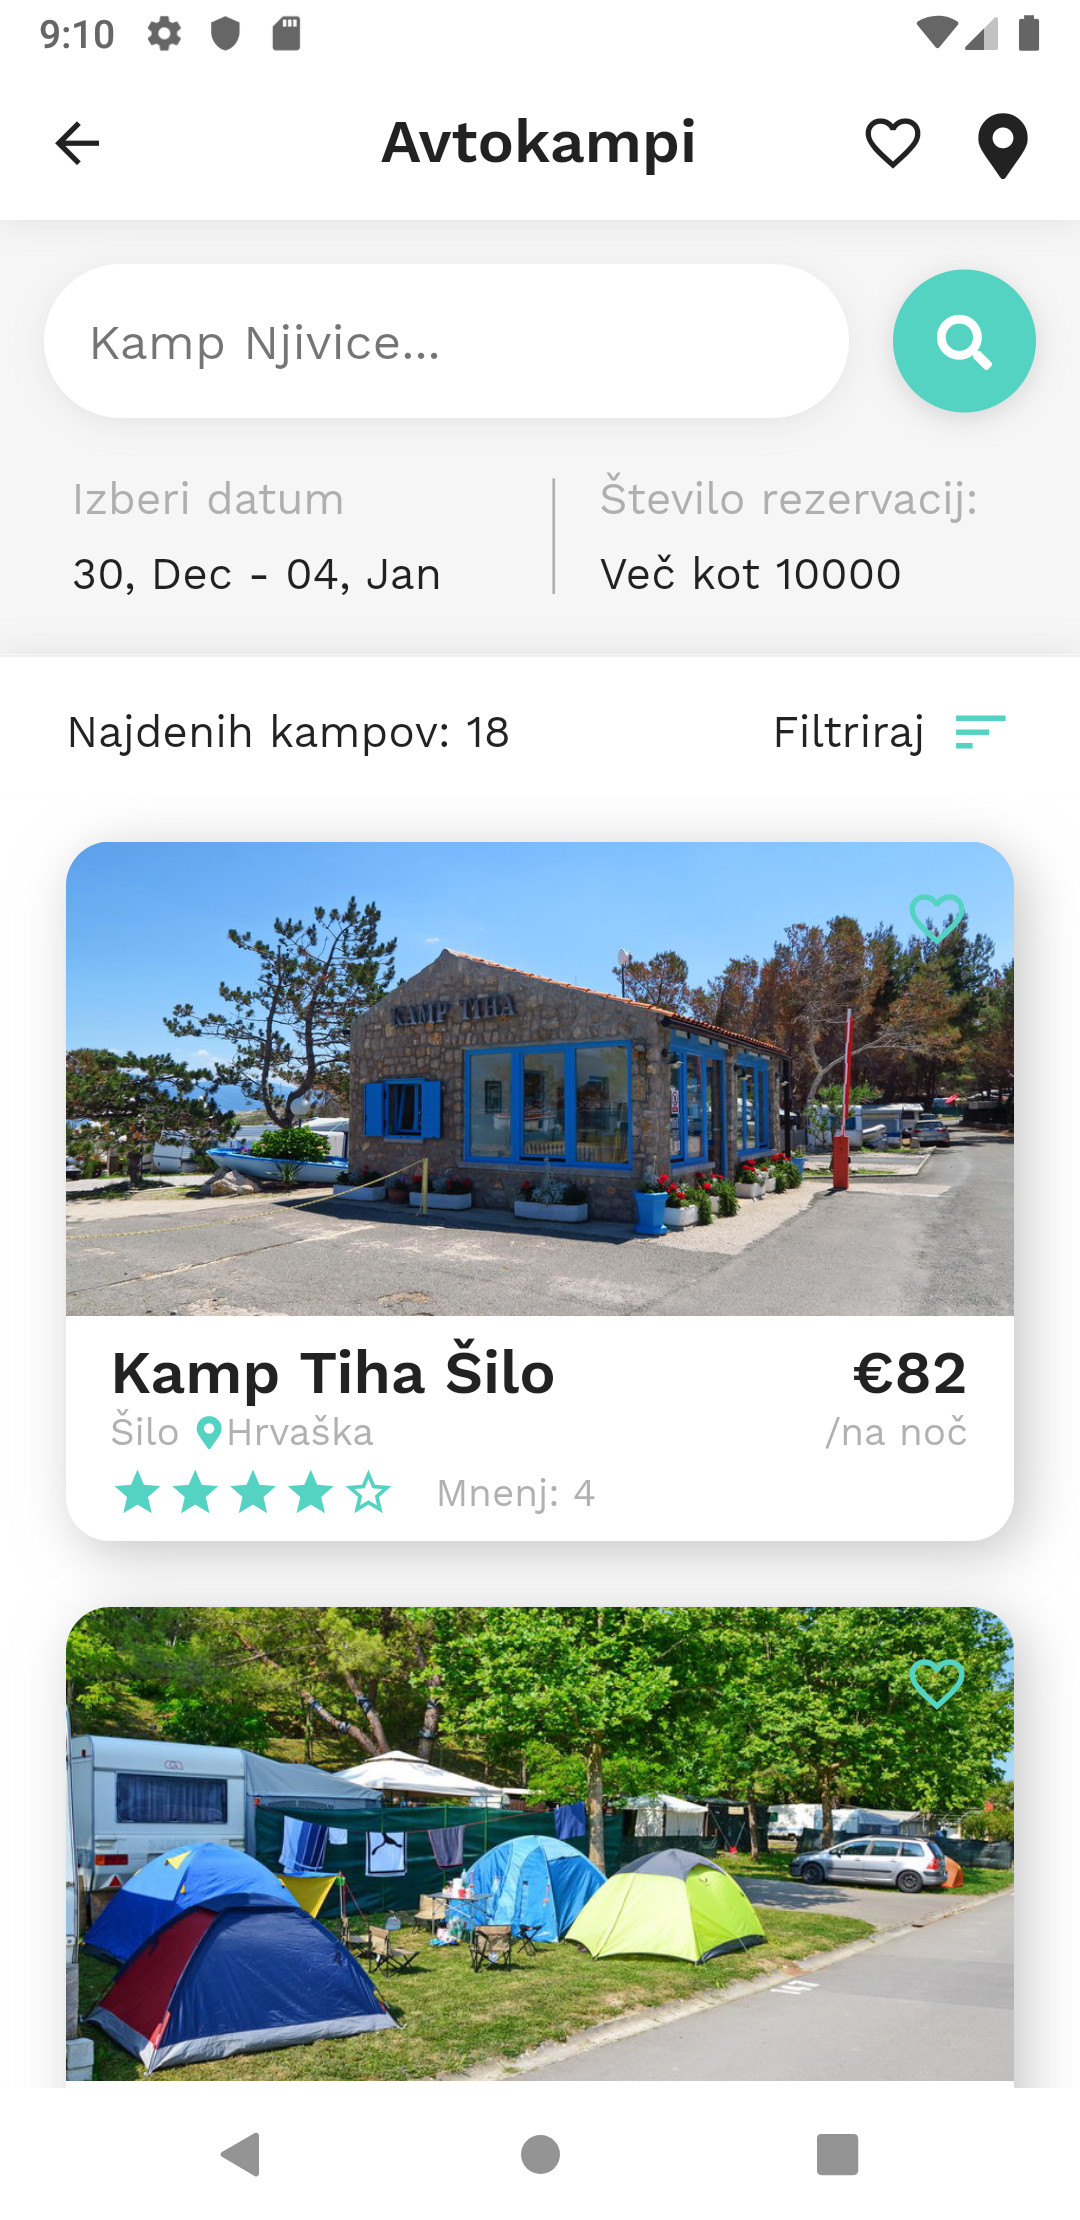 9:10
Avtokampi
Kamp Njivice...
Izberi datum
Število rezervacij:
30, Dec - 04, Jan
Več kot 10000
Najdenih kampov: 18
Filtriraj
KAMP TIHA
Kamp Tiha Šilo
€82
Šilo Hrvaška
/na noč
Mnenj: 4
147